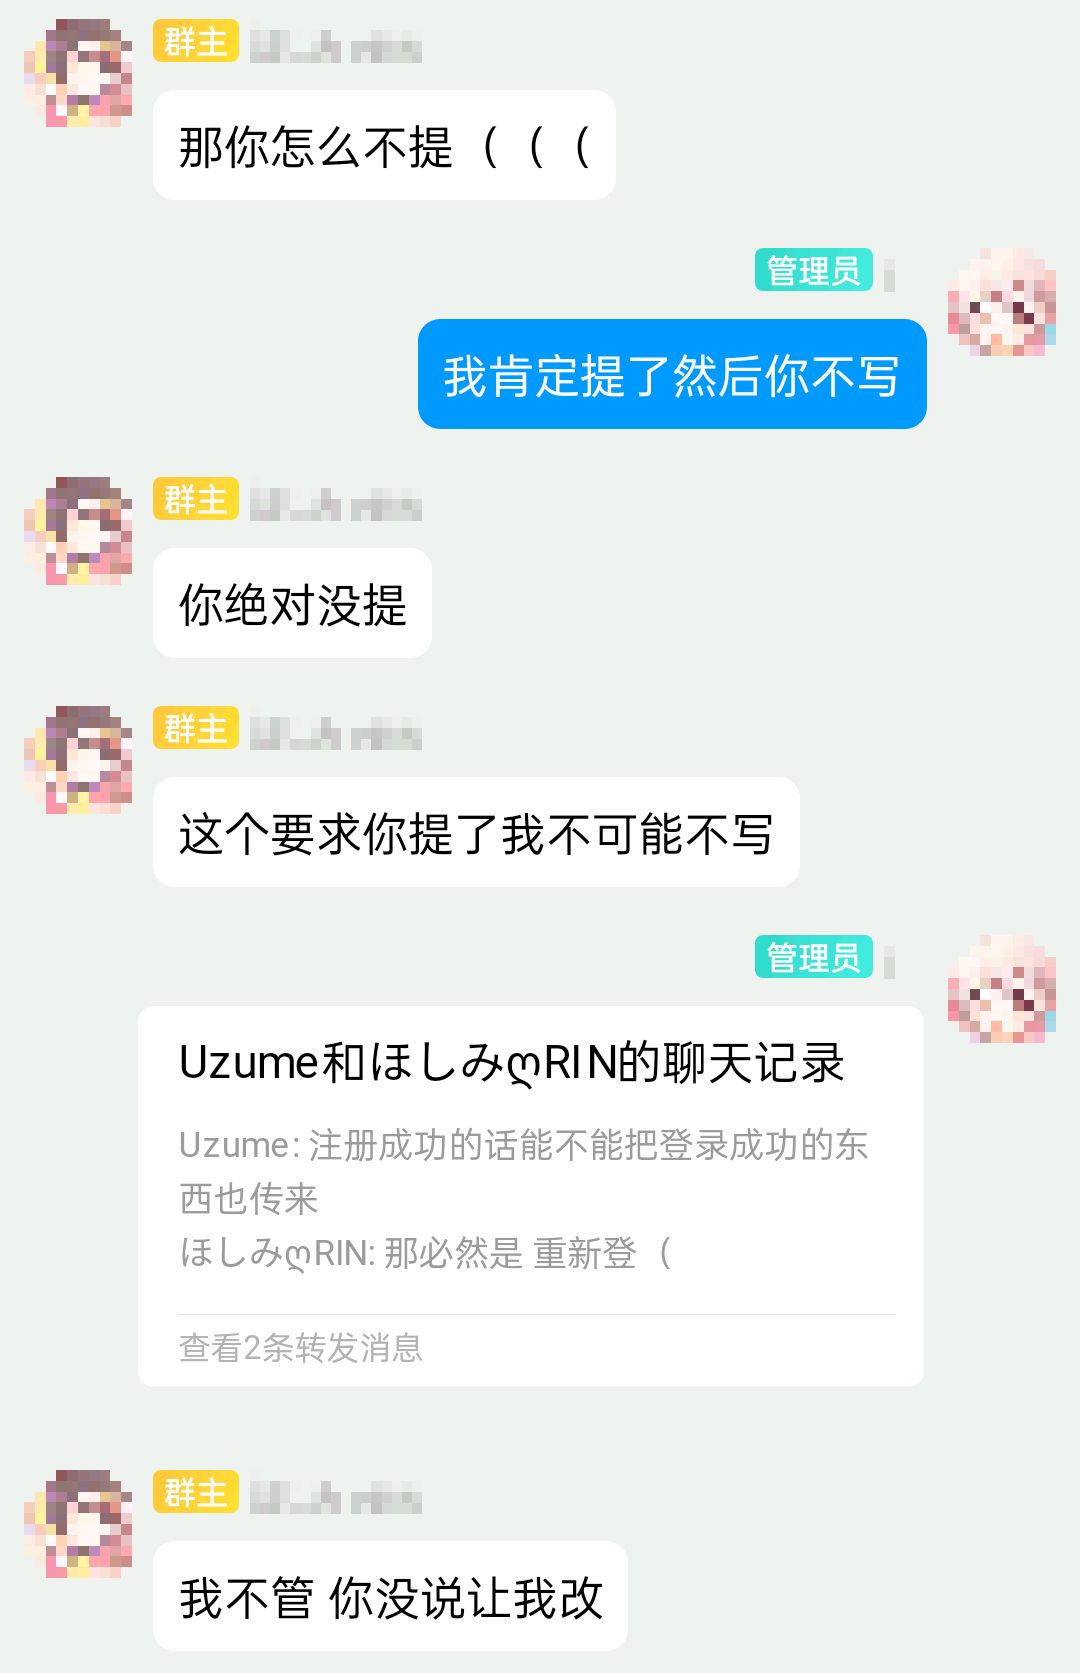 群主
那你怎么不提（（（
管理员
我肯定提了然后你不写
群主
你绝对没提
群主
这个要求你提了我不可能不写
管理员
Uzume和ほしみღRIN的聊天记录
Uzume: 注册成功的话能不能把登录成功的东
西也传来
ほしみღRIN: 那必然是 重新登（
查看2条转发消息
群主
我不管 你没说让我改